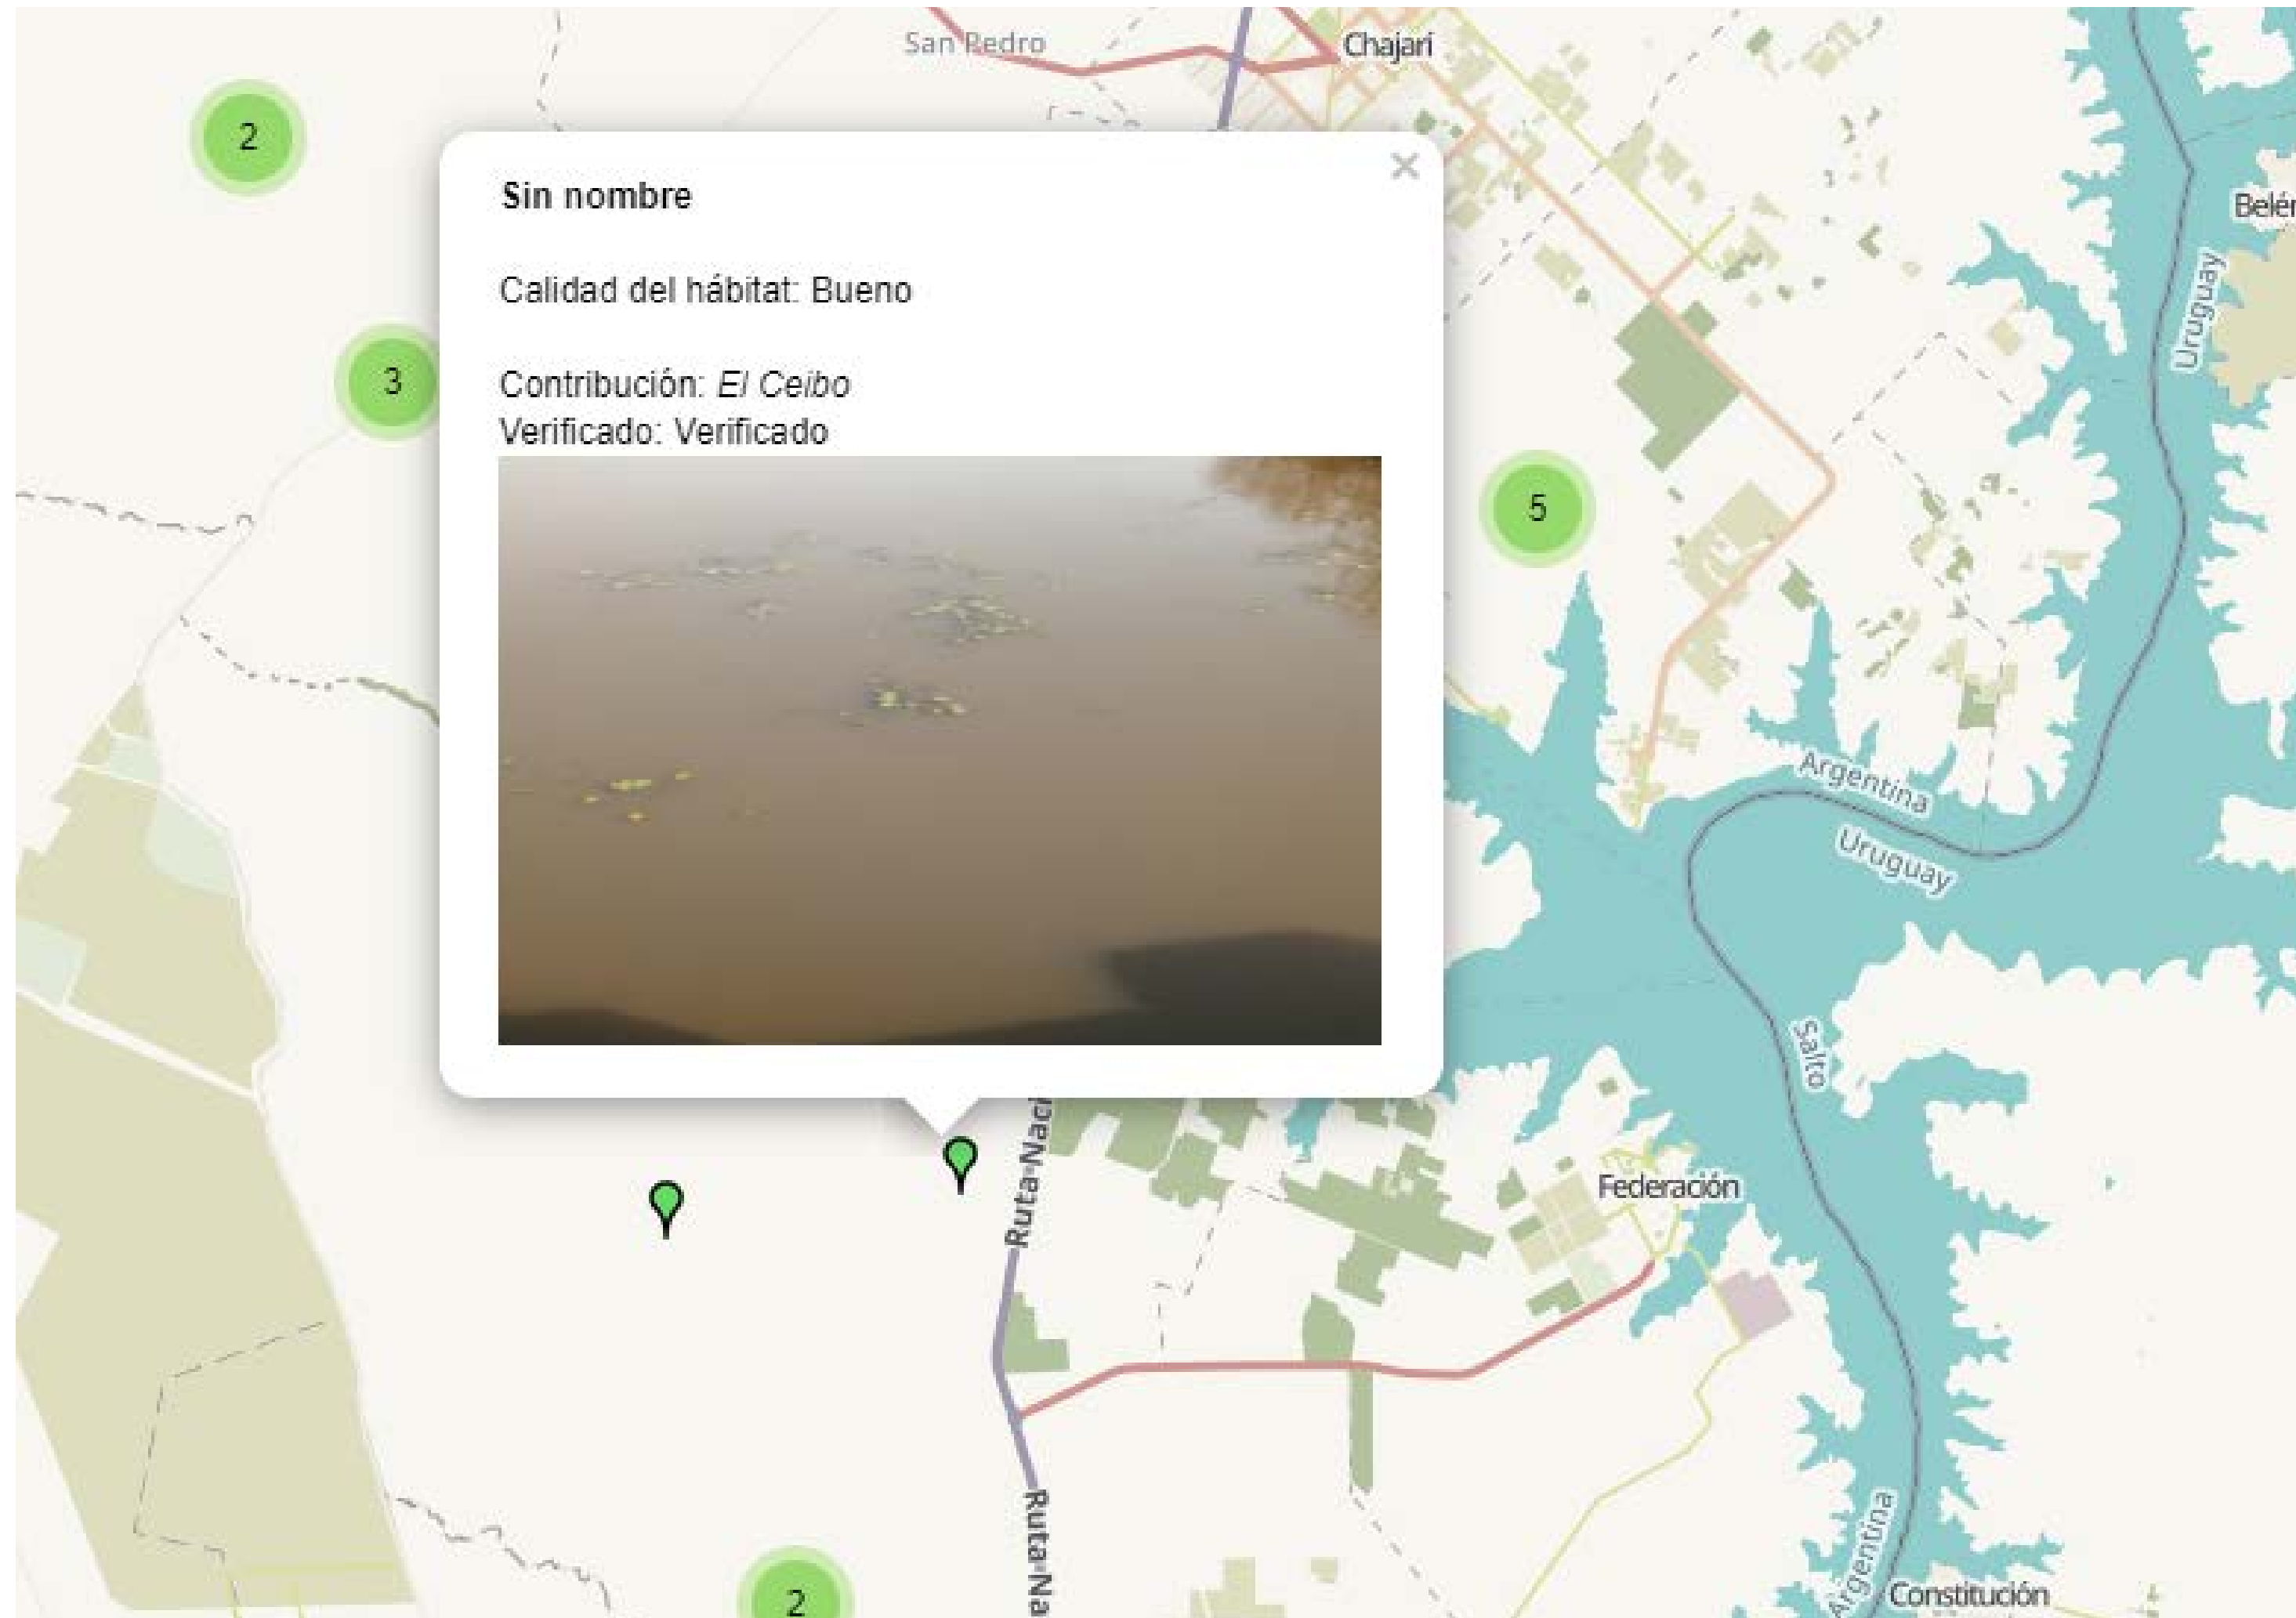 San Pedro
Chajarí
2
Sin nombre
Belén
Calidad del hábitat: Bueno
Uruguay
3
Contribución: El Ceibo
Verificado: Verificado
5
Argentina
Uruguay
Salto
Ruta Naci
Federación
Ruta Na
Argentina
Constitución
2